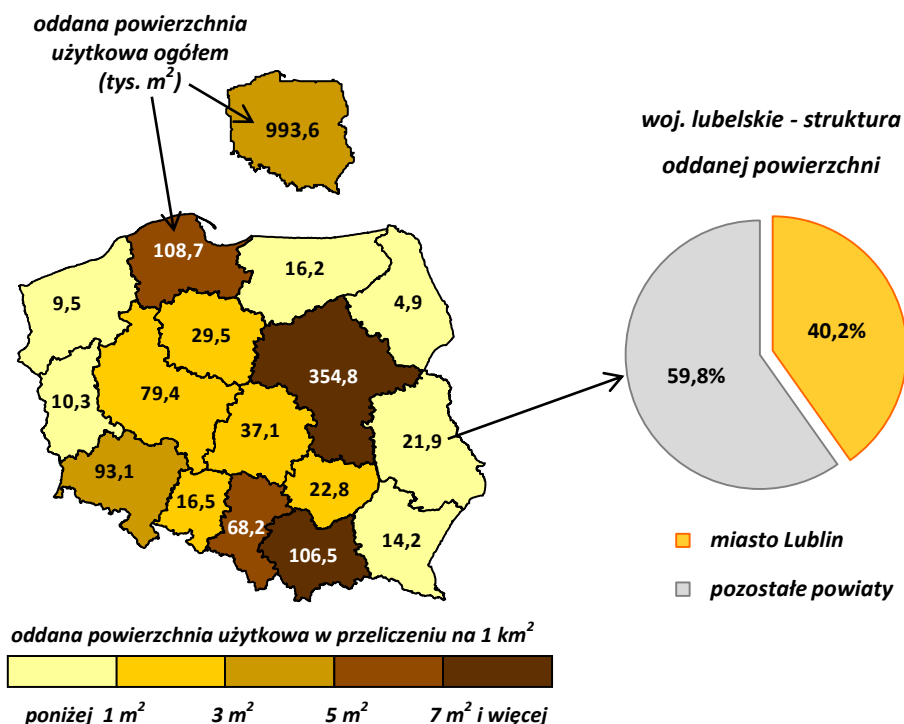 oddana powierzchnia
użytkowa ogółem
(tys. m²)
993,6
woj. lubelskie - struktura
oddanej powierzchni
108,7
16,2
9,5
4,9
29,5
40,2%
354,8
59,8%
79,4
10,3
37,1
21,9
93,1
22,8
16,5
68,2
14,2
106,5
miasto Lublin
pozostałe powiaty
oddana powierzchnia użytkowa w przeliczeniu na 1 km²
poniżej 1 m² 3 m² 5 m² 7 m² i więcej